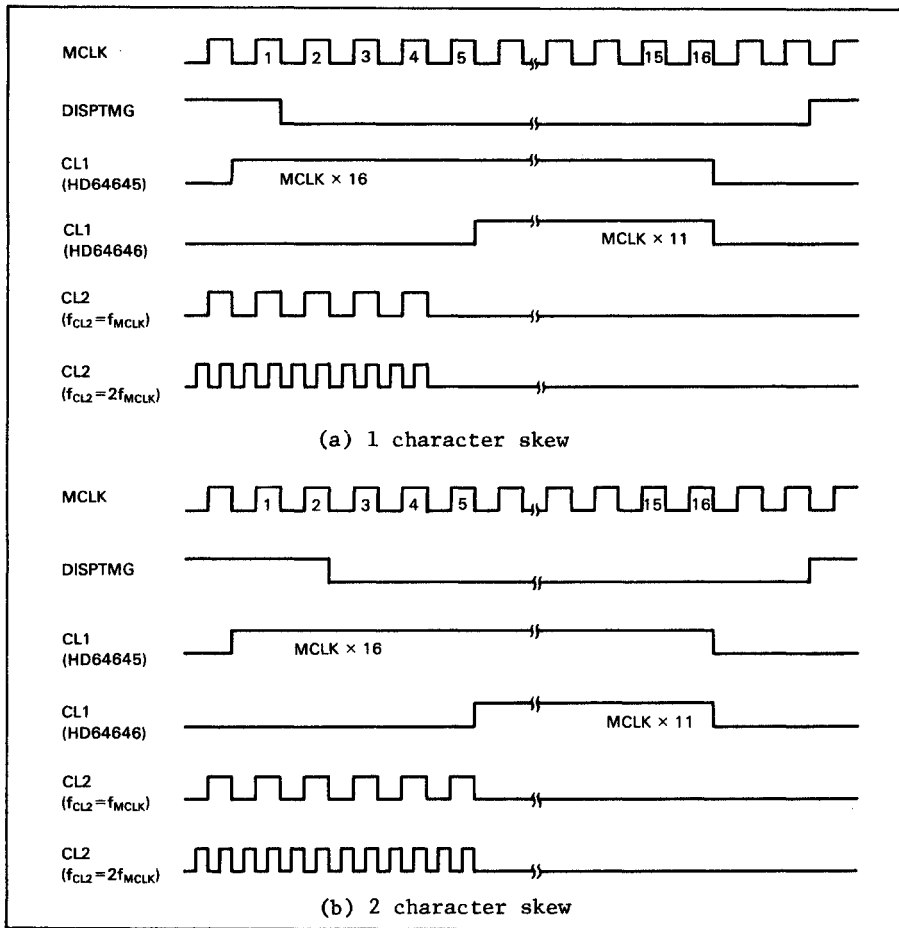 MCLK
1 2 3 4 5 15 16
DISPTMG
CL1
(HD64645)
MCLK × 16
CL1
(HD64646)
MCLK × 11
CL2
(fCL2=fMCLK)
CL2
(fCL2=2fMCLK)
(a) 1 character skew
MCLK
1 2 3 4 5 15 16
DISPTMG
CL1
(HD64645)
MCLK × 16
CL1
(HD64646)
MCLK × 11
CL2
(fCL2=fMCLK)
CL2
(fCL2=2fMCLK)
(b) 2 character skew